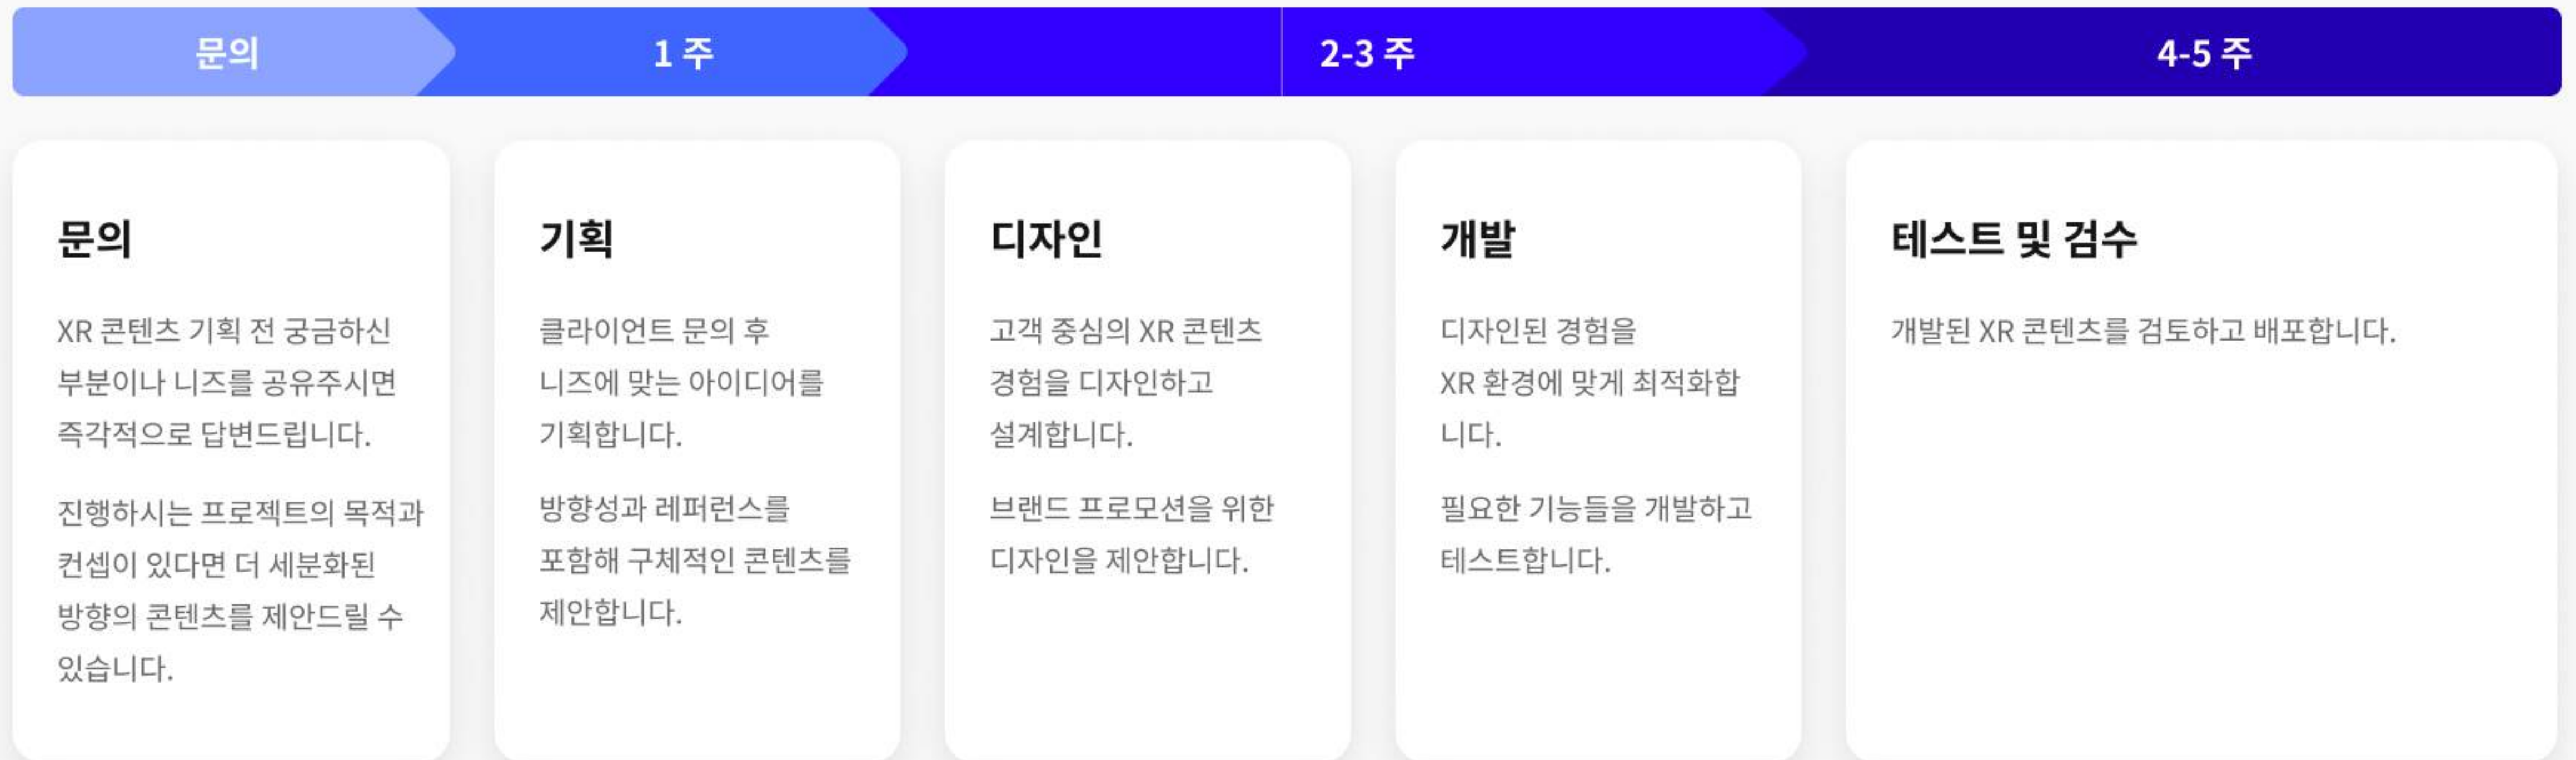 문의
1 주
2-3 주
4-5 주
문의
XR 콘텐츠 기획 전 궁금하신
부분이나 니즈를 공유주시면
즉각적으로 답변드립니다.
진행하시는 프로젝트의 목적과
컨셉이 있다면 더 세분화된
방향의 콘텐츠를 제안드릴 수
있습니다.
기획
클라이언트 문의 후
니즈에 맞는 아이디어를
기획합니다.
방향성과 레퍼런스를
포함해 구체적인 콘텐츠를
제안합니다.
디자인
고객 중심의 XR 콘텐츠
경험을 디자인하고
설계합니다.
브랜드 프로모션을 위한
디자인을 제안합니다.
개발
디자인된 경험을
XR 환경에 맞게 최적화합
니다.
필요한 기능들을 개발하고
테스트합니다.
테스트 및 검수
개발된 XR 콘텐츠를 검토하고 배포합니다.